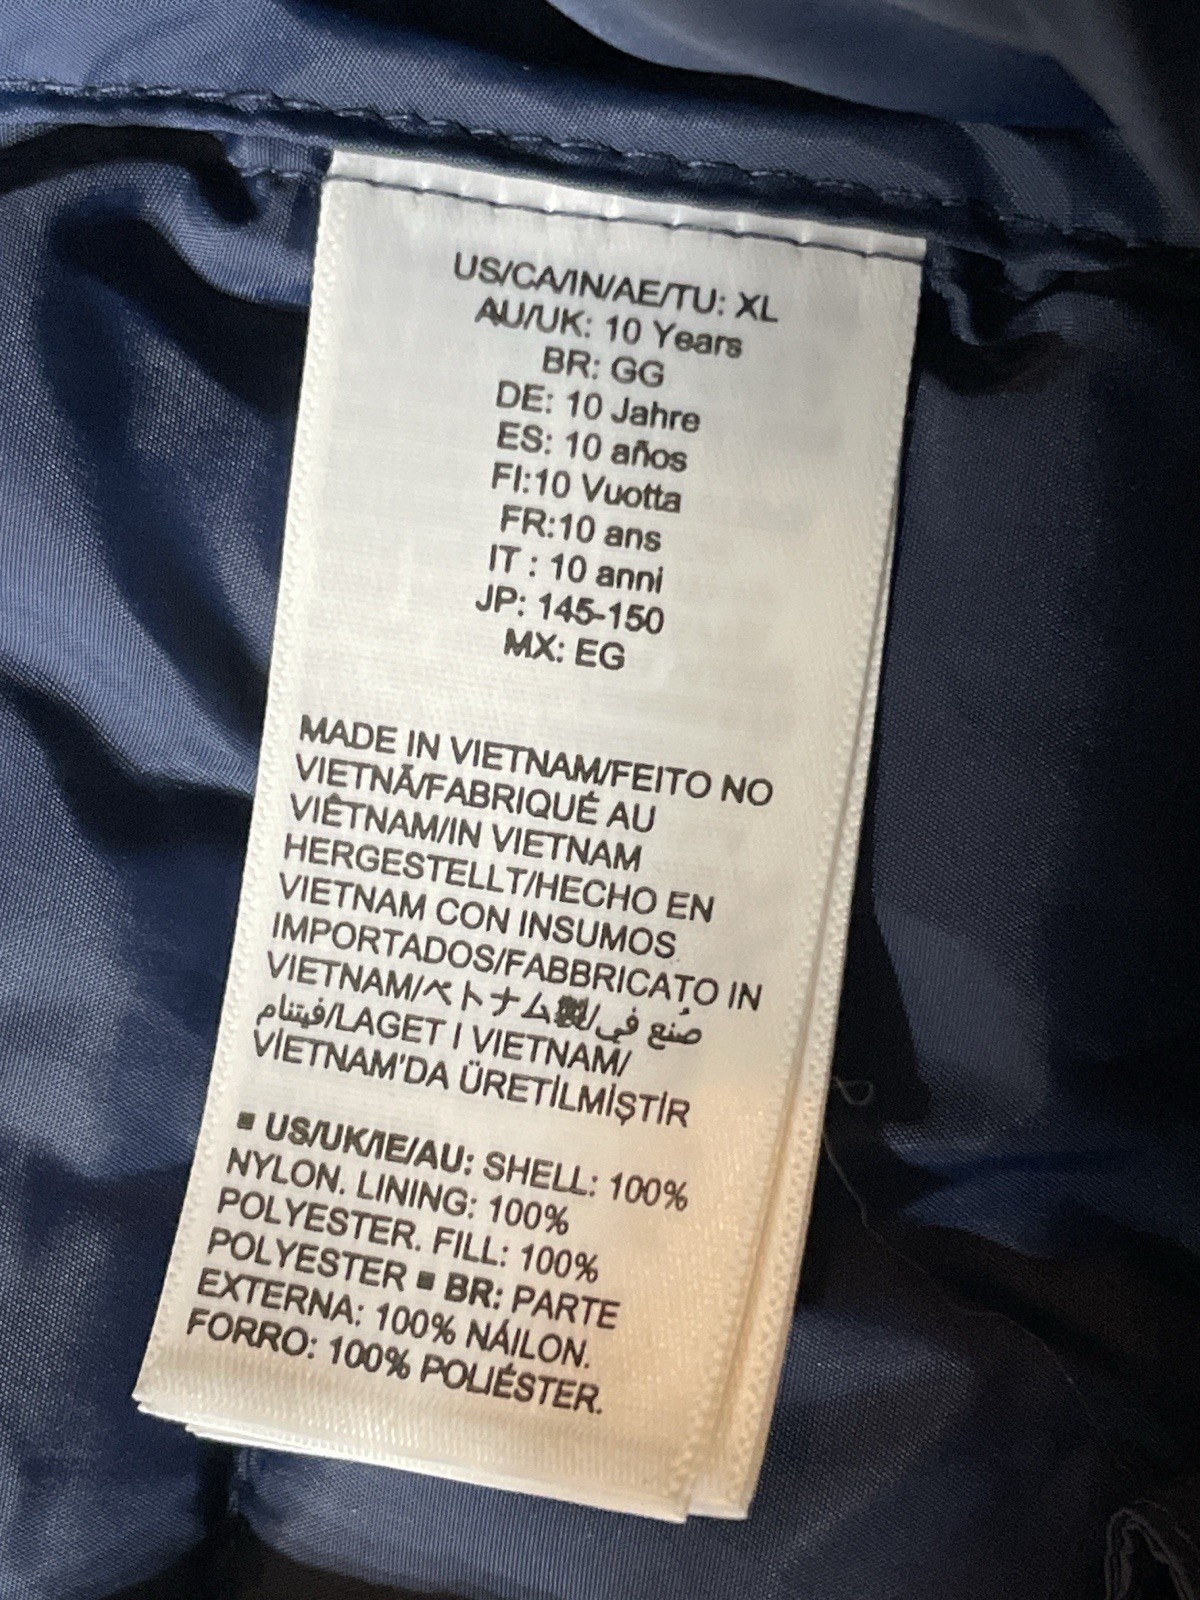 US/CA/IN/AE/TU: XL
AU/UK: 10 Years
BR: GG
DE: 10 Jahre
ES: 10 años
FI:10 Vuotta
FR:10 ans
IT : 10 anni
JP: 145-150
MX: EG
MADE IN VIETNAM/FEITO NO
VIETNÃ/FABRIQUÉ AU
VIÊTNAM/IN VIETNAM
HERGESTELLT/HECHO EN
VIETNAM CON INSUMOS
IMPORTADOS/FABBRICATO IN
VIETNAM/ベトナム製/صُنع في
فيتنام/LAGET I VIETNAM/
VİETNAM'DA ÜRETİLMİŞTİR
▪ US/UK/IE/AU: SHELL: 100%
NYLON. LINING: 100%
POLYESTER. FILL: 100%
POLYESTER ▪ BR: PARTE
EXTERNA: 100% NÁILON.
FORRO: 100% POLIÉSTER.